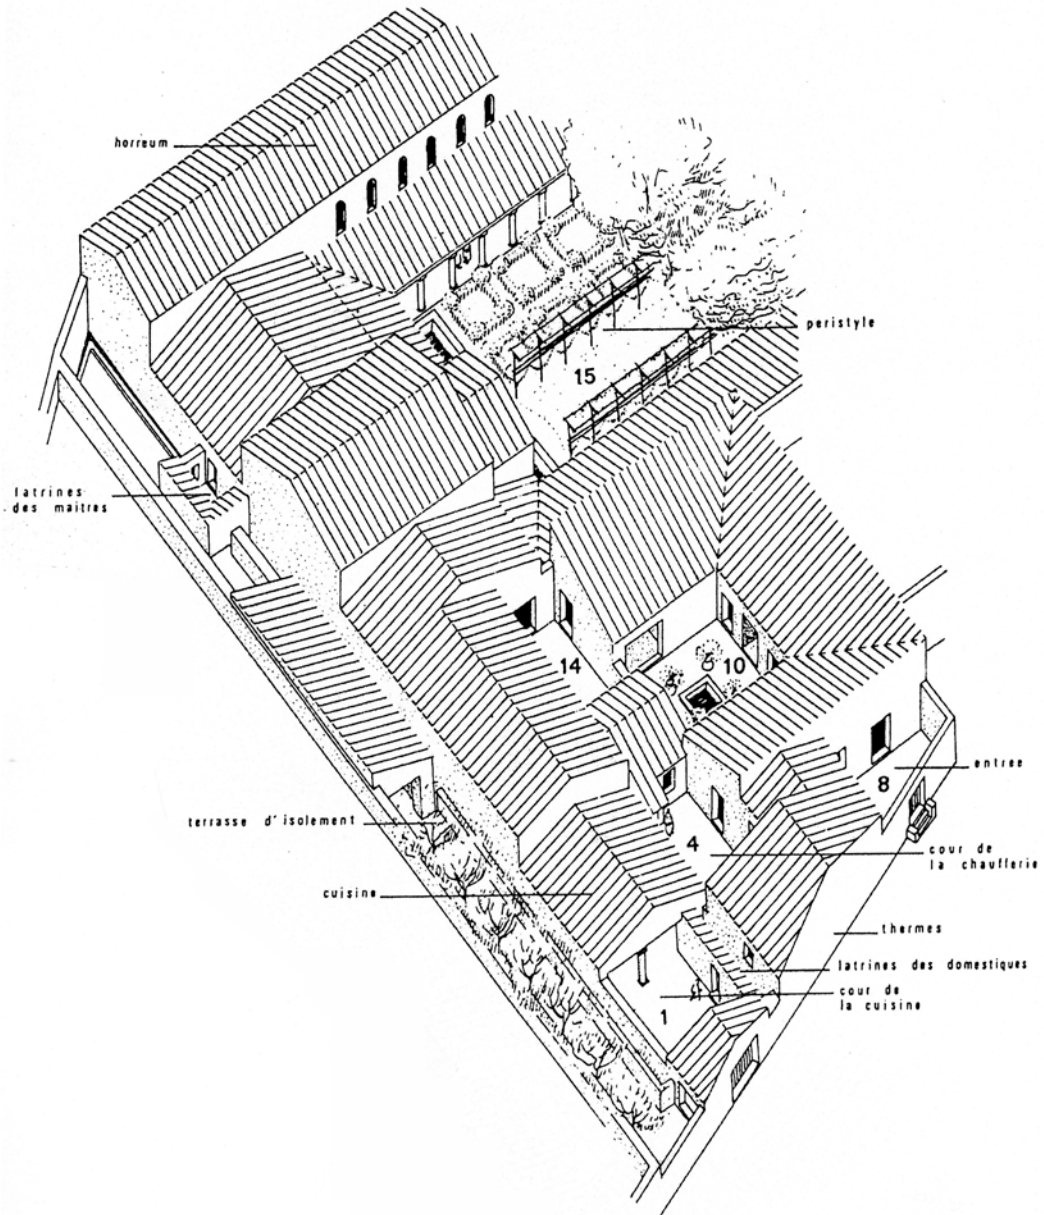 horreum
peristyle
15
latrines
des maitres
14
10
entree
8
terrasse d'isolement
4
cour de
la chaufferie
cuisine
thermes
latrines des domestiques
cour de
la cuisine
1